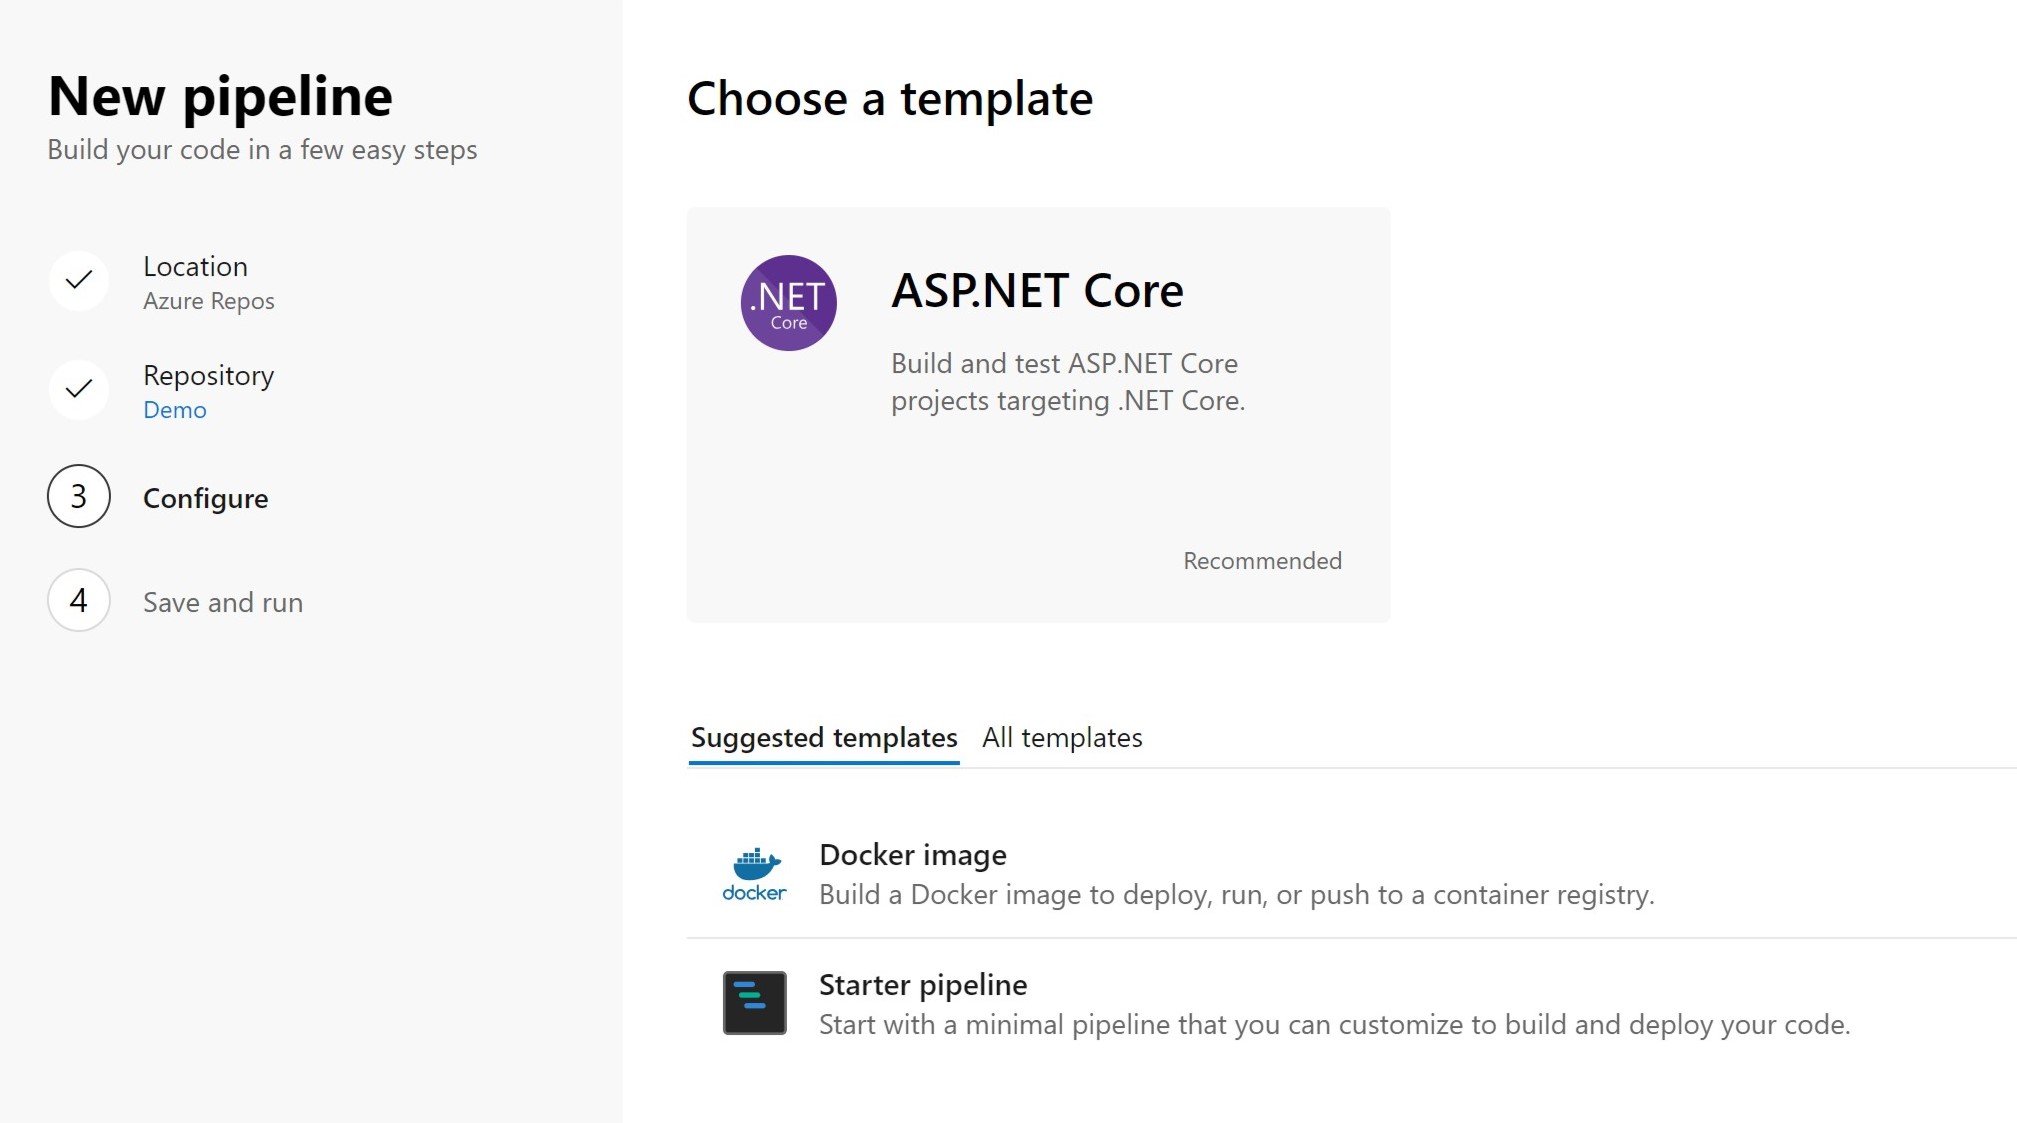 New pipeline
Build your code in a few easy steps
Location
Azure Repos
Repository
Demo
3
Configure
4
Save and run
Choose a template
.NET
Core
ASP.NET Core
Build and test ASP.NET Core
projects targeting .NET Core.
Recommended
Suggested templates All templates
docker
Docker image
Build a Docker image to deploy, run, or push to a container registry.
Starter pipeline
Start with a minimal pipeline that you can customize to build and deploy your code.